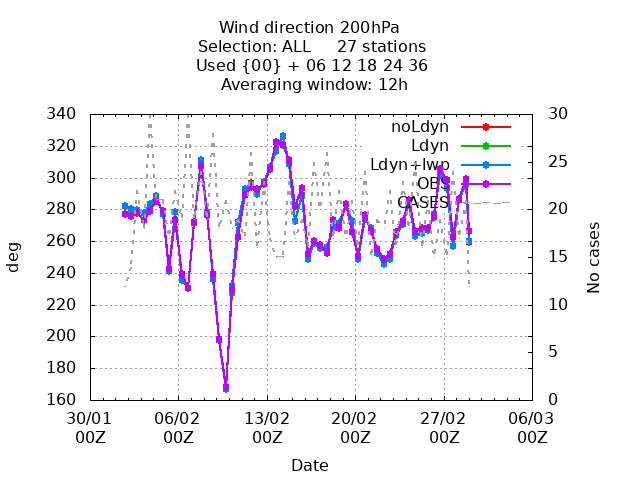 Wind direction 200hPa
Selection: ALL 27 stations
Used {00} + 06 12 18 24 36
Averaging window: 12h
340
320
300
280
260
240
220
200
180
160
deg
noLdyn
Ldyn
Ldyn+lwp
OBS
CASES
30
25
20
15
10
5
0
No cases
30/01 06/02 13/02 20/02 27/02 06/03
00Z 00Z 00Z 00Z 00Z 00Z
Date